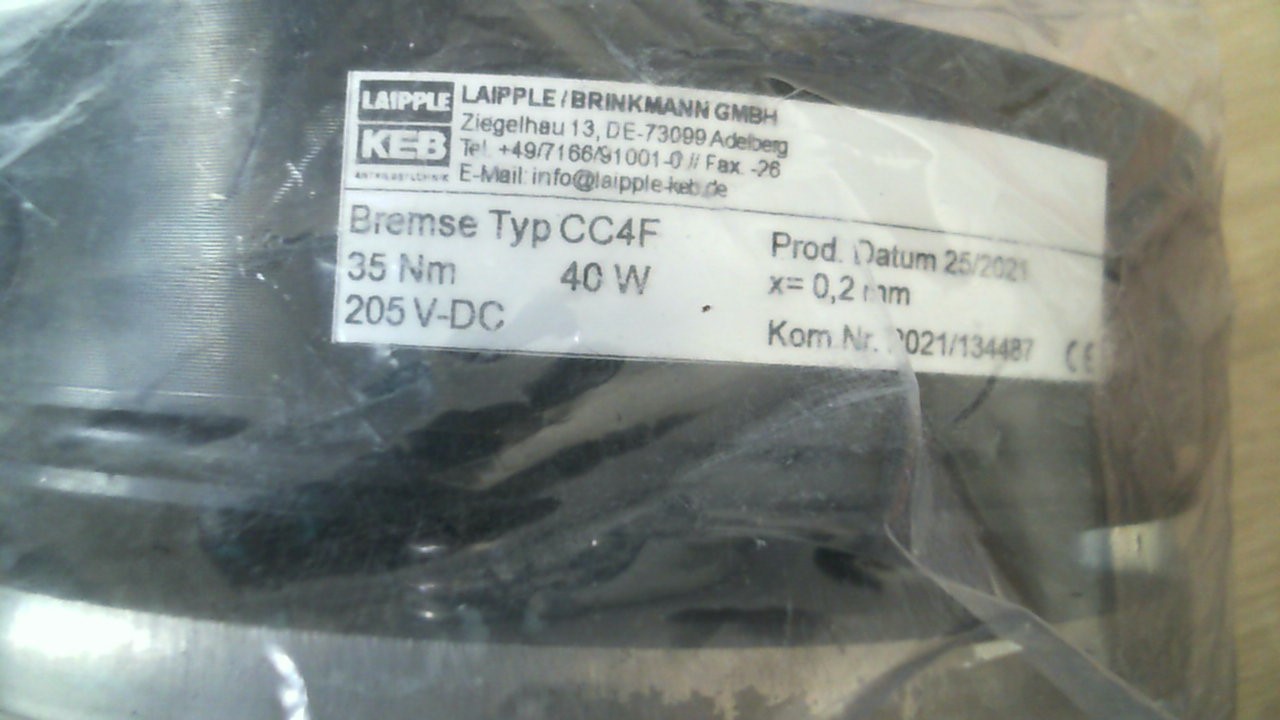 LAIPPLE
KEB
ANTRIEBSTECHNIK
LAIPPLE / BRINKMANN GMBH
Ziegelhau 13, DE-73099 Adelberg
Tel. +49/7166/91001-0 // Fax. -26
E-Mail: info@laipple-keb.de
Bremse Typ CC4F
35 Nm 40 W
205 V-DC
Prod. Datum 25/2021
x= 0,2 mm
Kom Nr. 2021/134487 CE